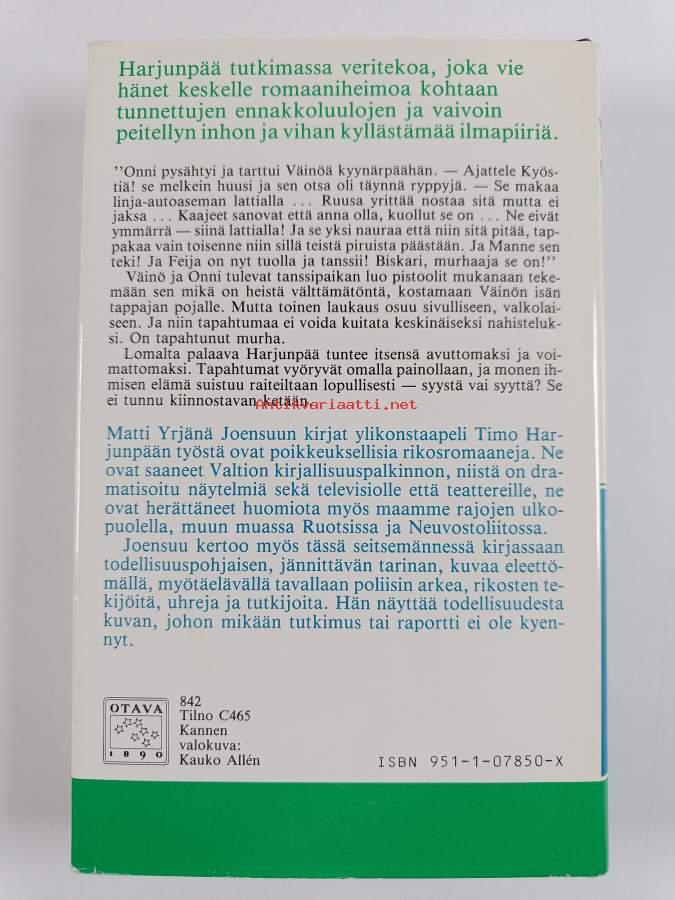 Harjunpää tutkimassa veritekoa, joka vie
hänet keskelle romaaniheimoa kohtaan
tunnettujen ennakkoluulojen ja vaivoin
peitellyn inhon ja vihan kyllästämää ilmapiiriä.
"Onni pysähtyi ja tarttui Väinöä kyynärpäähän. — Ajattele Kyös-
tiä! se melkein huusi ja sen otsa oli täynnä ryppyjä. — Se makaa
linja-autoaseman lattialla ... Ruusa yrittää nostaa sitä mutta ei
jaksa ... Kaajeet sanovat että anna olla, kuollut se on ... Ne eivät
ymmärrä — siinä lattialla! Ja se yksi nauraa että niin sitä pitää, tap-
pakaa vain toisenne niin sillä teistä piruista päästään. Ja Manne sen
teki! Ja Feija on nyt tuolla ja tanssii! Biskari, murhaaja se on!"
Väinö ja Onni tulevat tanssipaikan luo pistoolit mukanaan teke-
mään sen mikä on heistä välttämätöntä, kostamaan Väinön isän
tappajan pojalle. Mutta toinen laukaus osuu sivulliseen, valkolai-
seen. Ja niin tapahtumaa ei voida kuitata keskinäiseksi nahisteluk-
si. On tapahtunut murha.
Lomalta palaava Harjunpää tuntee itsensä avuttomaksi ja voi-
mattomaksi. Tapahtumat vyöryvät omalla painollaan, ja monen ih-
misen elämä suistuu raiteiltaan lopullisesti — syystä vai syyttä? Se
ei tunnu kiinnostavan ketään.
Antikvariaatti.net
Matti Yrjänä Joensuun kirjat ylikonstaapeli Timo Har-
junpään työstä ovat poikkeuksellisia rikosromaaneja. Ne
ovat saaneet Valtion kirjallisuuspalkinnon, niistä on dra-
matisoitu näytelmiä sekä televisiolle että teattereille, ne
ovat herättäneet huomiota myös maamme rajojen ulko-
puolella, muun muassa Ruotsissa ja Neuvostoliitossa.
Joensuu kertoo myös tässä seitsemännessä kirjassaan
todellisuuspohjaisen, jännittävän tarinan, kuvaa eleettö-
mällä, myötäelävällä tavallaan poliisin arkea, rikosten te-
kijöitä, uhreja ja tutkijoita. Hän näyttää todellisuudesta
kuvan, johon mikään tutkimus tai raportti ei ole kyen-
nyt.
OTAVA
1890
842
Tilno C465
Kannen
valokuva:
Kauko Allén
ISBN 951-1-07850-X